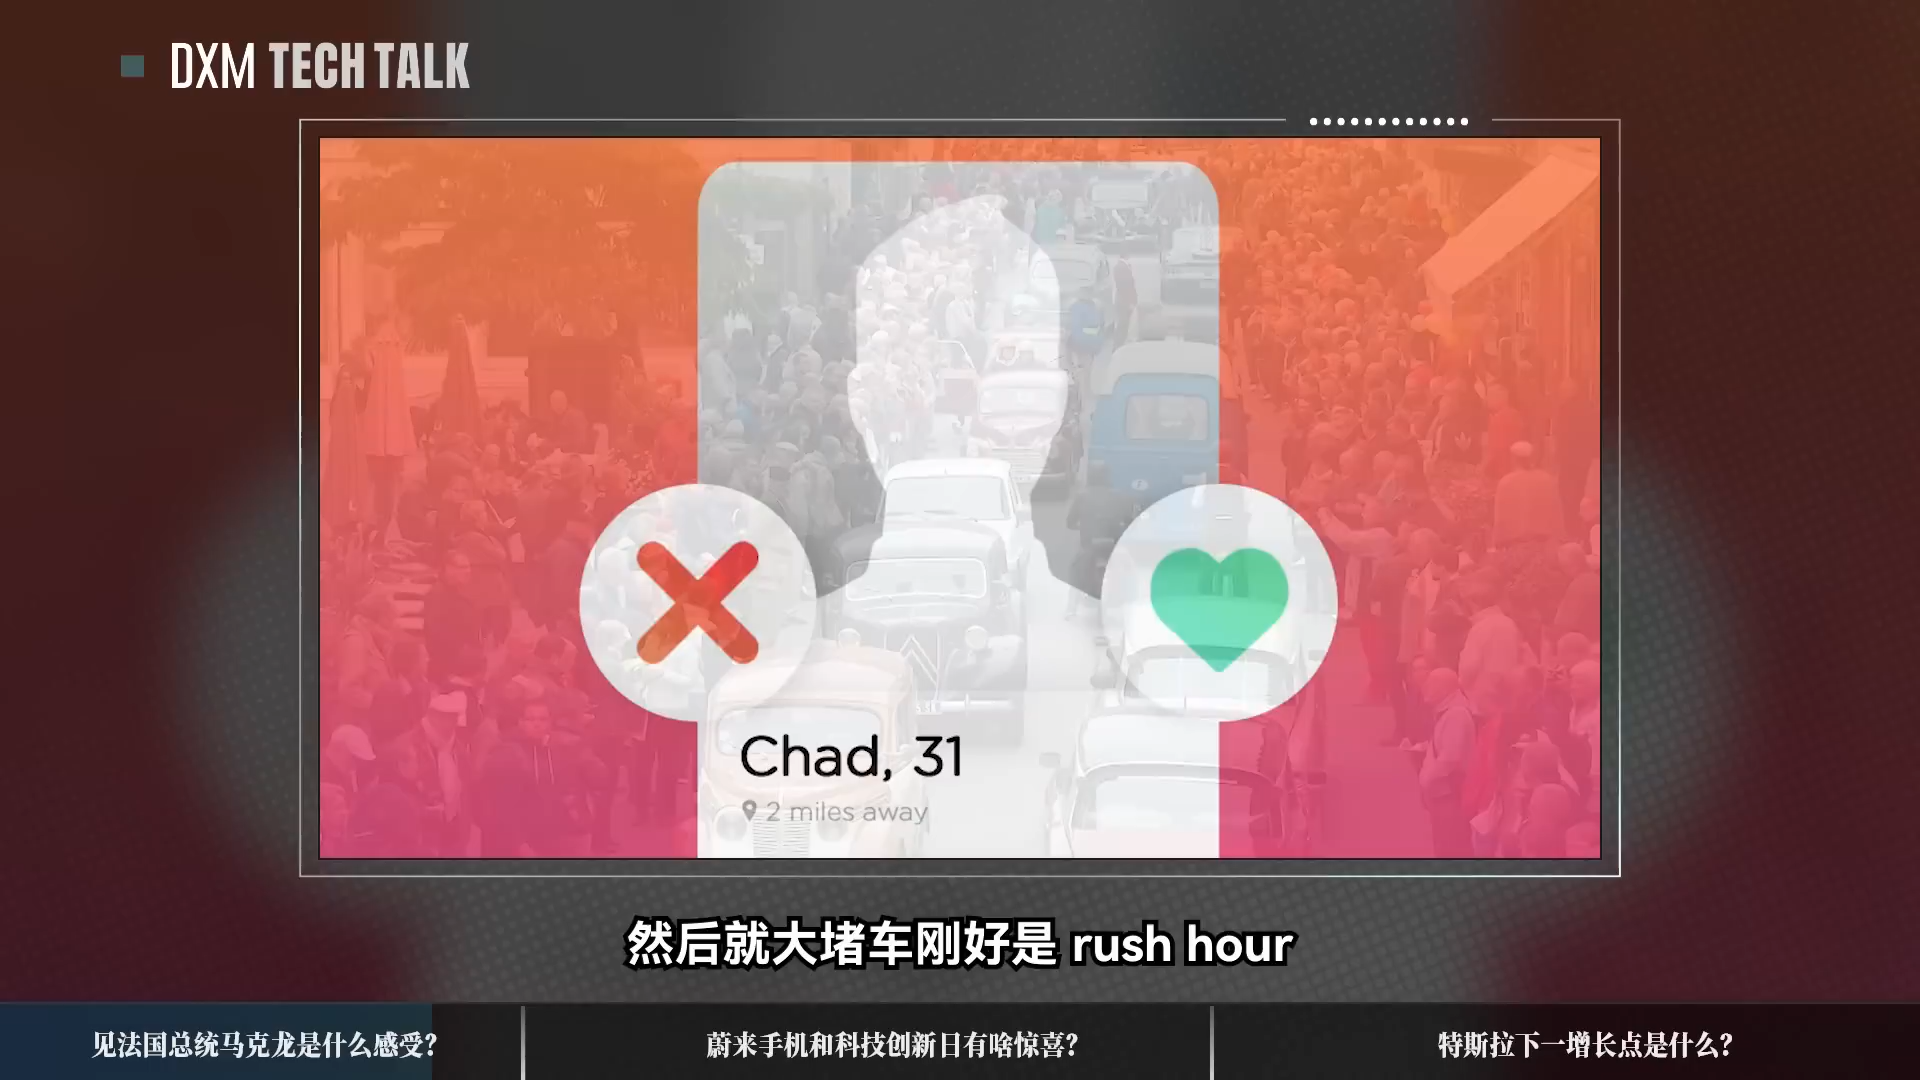 DXM TECH TALK
Chad, 31
2 miles away
然后就大堵车刚好是 rush hour
见法国总统马克龙是什么感受?
蔚来手机和科技创新日有啥惊喜?
特斯拉下一增长点是什么?